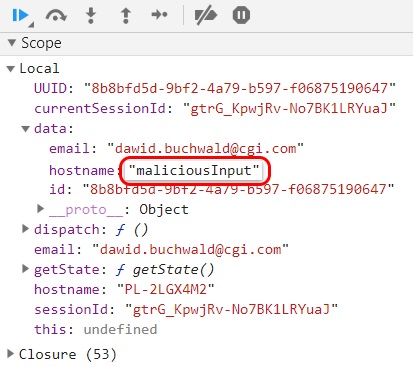 Scope
Local
UUID: "8b8bfd5d-9bf2-4a79-b597-f06875190647"
currentSessionId: "gtrG_KpwjRv-No7BK1LRYuaJ"
data:
email: "dawid.buchwald@cgi.com"
hostname: "maliciousInput"
id: "8b8bfd5d-9bf2-4a79-b597-f06875190647"
__proto__: Object
dispatch: ƒ ()
email: "dawid.buchwald@cgi.com"
getState: ƒ getState()
hostname: "PL-2LGX4M2"
sessionId: "gtrG_KpwjRv-No7BK1LRYuaJ"
this: undefined
Closure (53)